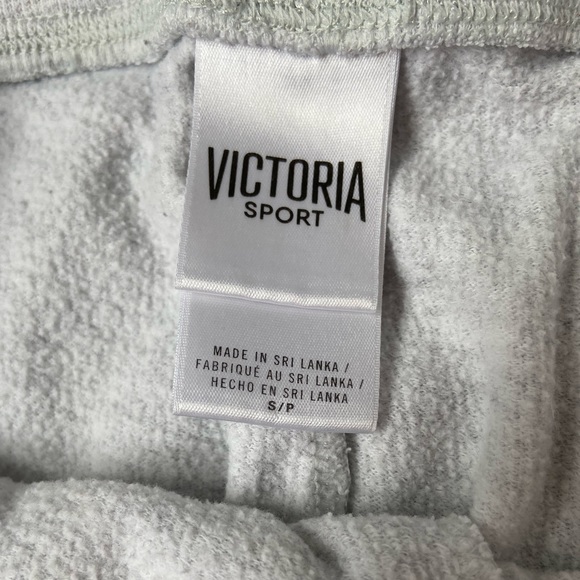 VICTORIA
SPORT
MADE IN SRI LANKA /
FABRIQUÉ AU SRI LANKA /
HECHO EN SRI LANKA
S/P